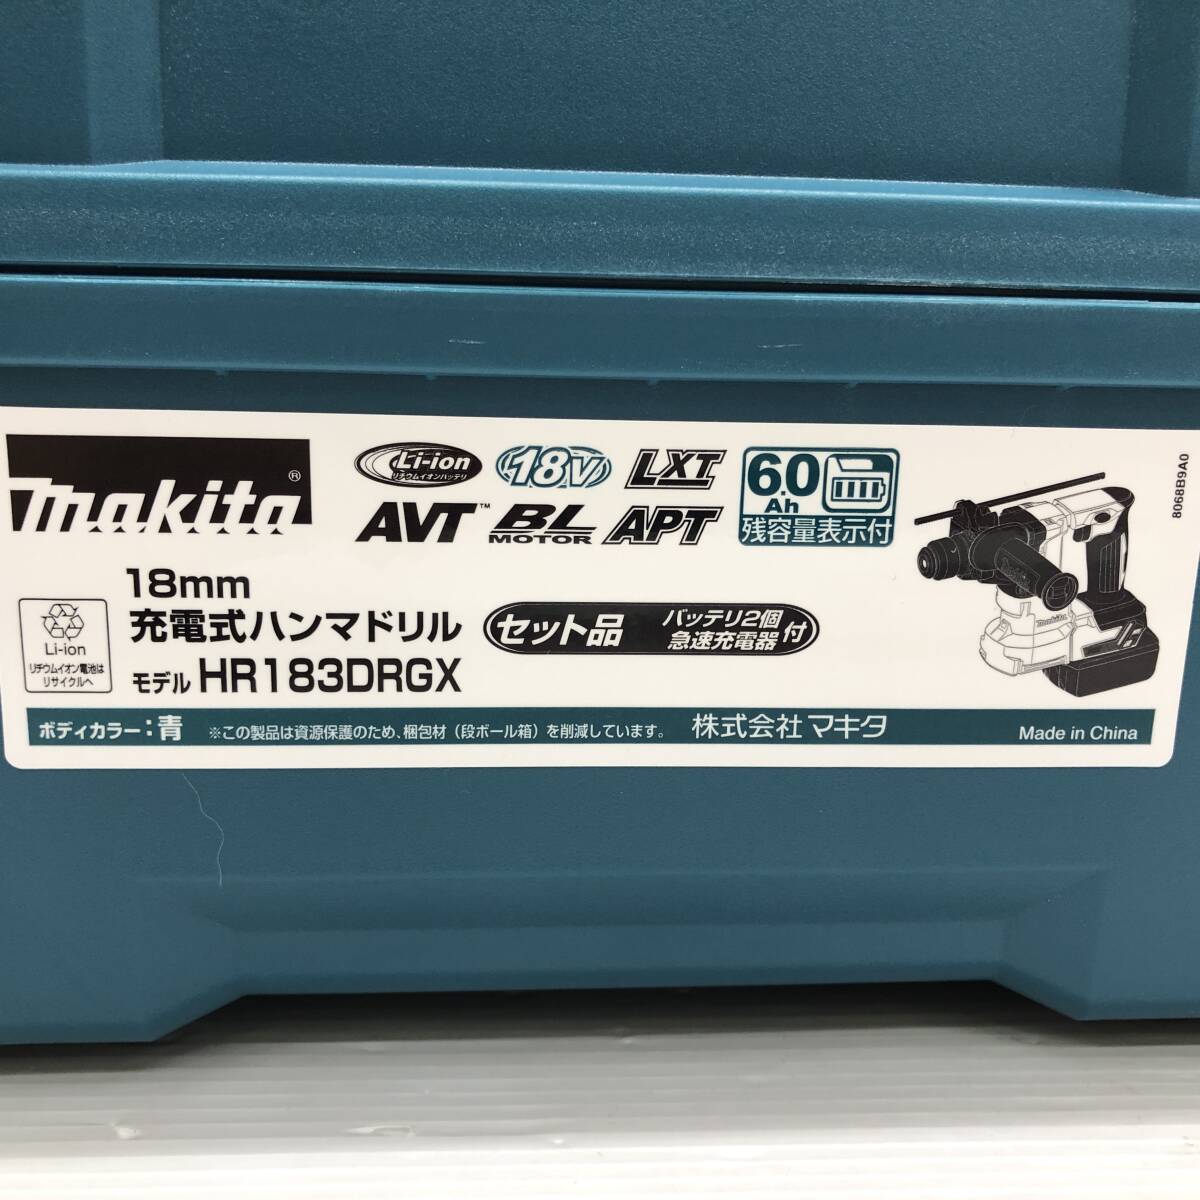 makita®
Li-ion
リチウムイオンバッテリ
18V
LXT
AVT™
BL
MOTOR
APT
6.0
Ah
残容量表示付
8068B9A0
18mm
充電式ハンマドリル
モデル HR183DRGX
セット品
バッテリ2個
急速充電器
付
Li-ion
リチウムイオン電池は
リサイクルへ
makita
ボディカラー:青
※この製品は資源保護のため、梱包材(段ボール箱)を削減しています。
株式会社 マキタ
Made in China